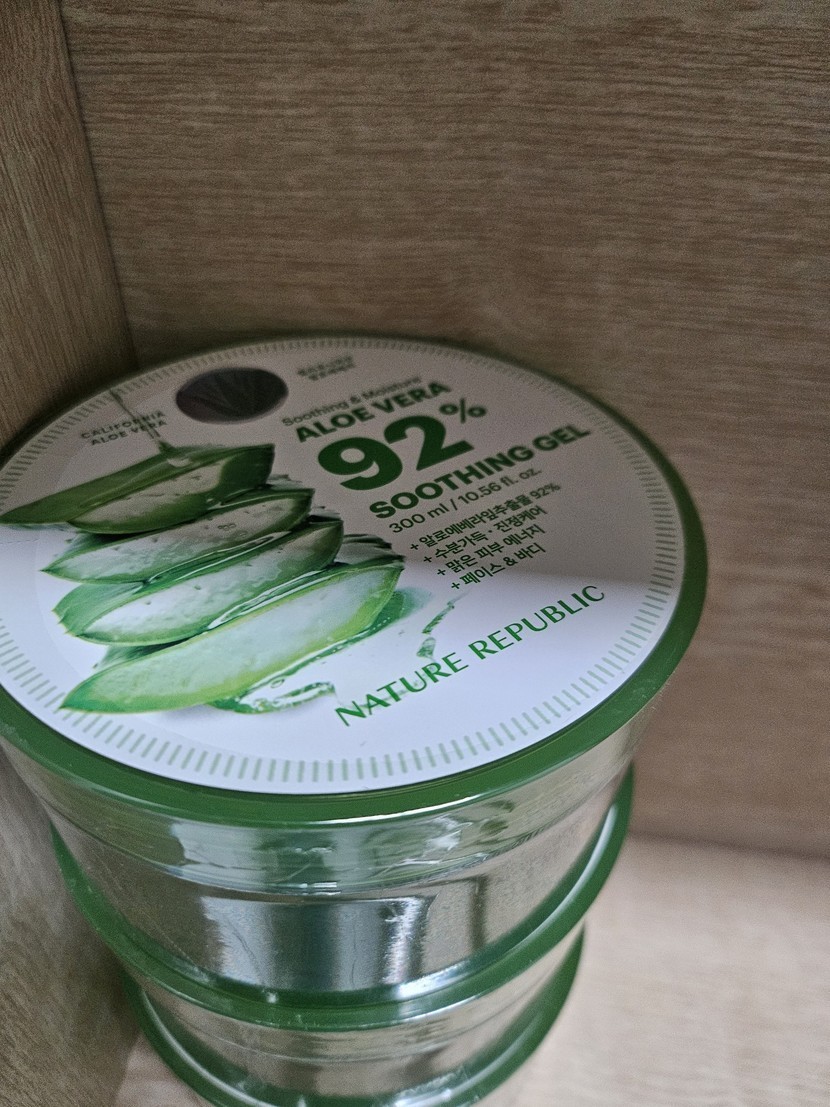 CALIFORNIA
ALOE VERA
Soothing & Moisture
ALOE VERA
92%
SOOTHING GEL
300 ml / 10.56 fl. oz.
+ 알로에베라잎추출물 92%
+ 수분가득 · 진정케어
+ 맑은 피부 에너지
+ 페이스 & 바디
NATURE REPUBLIC